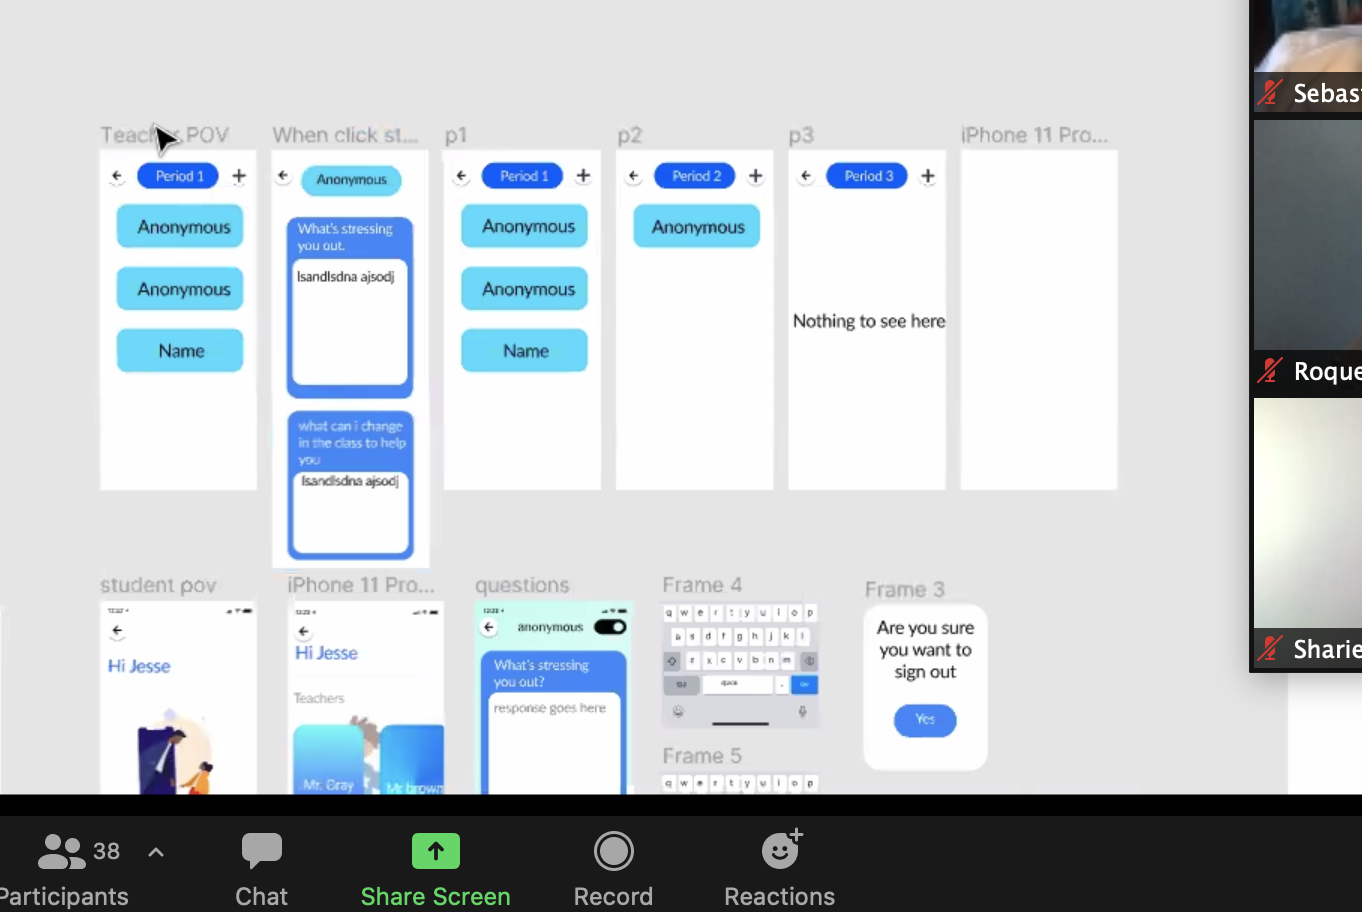 Teacher POV
When click st...
p1
p2
p3
iPhone 11 Pro...
Period 1
Anonymous
Anonymous
Name
Anonymous
What's stressing
you out.
lsandlsdna ajsodj
what can i change
in the class to help
you
lsandlsdna ajsodj
Period 1
Anonymous
Anonymous
Name
Period 2
Anonymous
Period 3
Nothing to see here
student pov
iPhone 11 Pro...
questions
Frame 4
Frame 3
Hi Jesse
Hi Jesse
Teachers
Mr. Gray
Mr brown
anonymous
What's stressing
you out?
response goes here
q w e r t y u i o p
a s d f g h j k l
z x c v b n m
space
Frame 5
q w e r t y u i o p
Are you sure
you want to
sign out
Yes
Sebast
Roque
Sharie
38
Participants
Chat
Share Screen
Record
Reactions